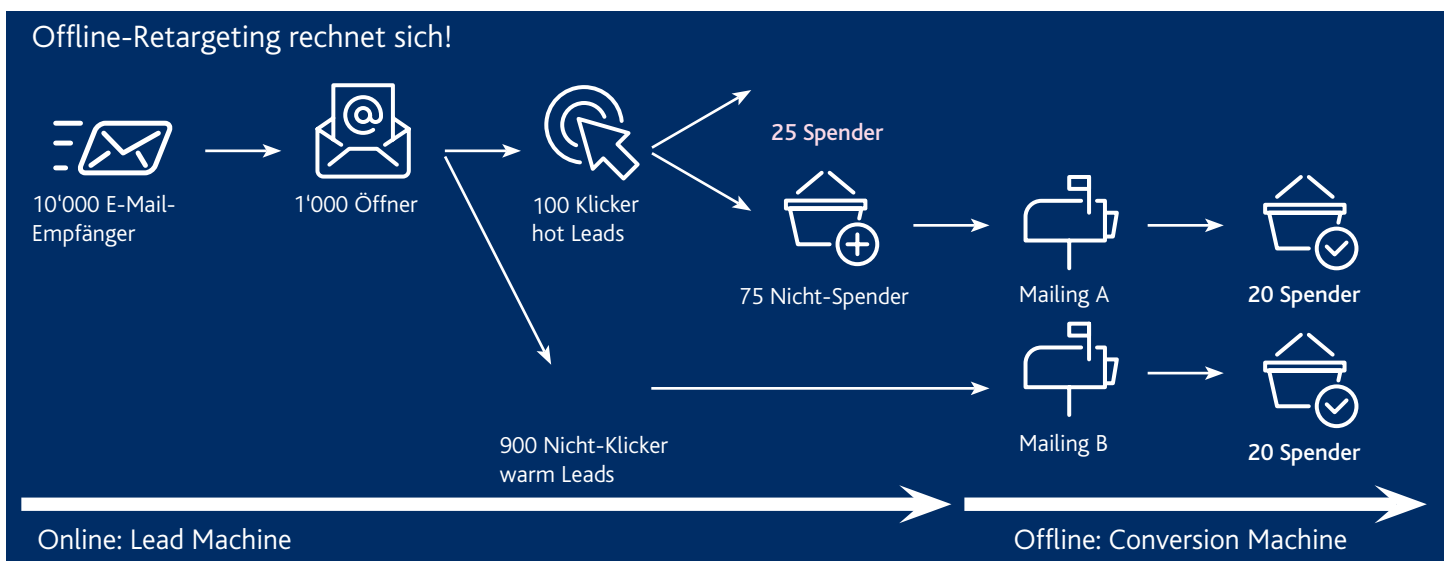 Offline-Retargeting rechnet sich!
10'000 E-Mail-
Empfänger
1'000 Öffner
100 Klicker
hot Leads
25 Spender
75 Nicht-Spender
Mailing A
20 Spender
900 Nicht-Klicker
warm Leads
Mailing B
20 Spender
Online: Lead Machine
Offline: Conversion Machine